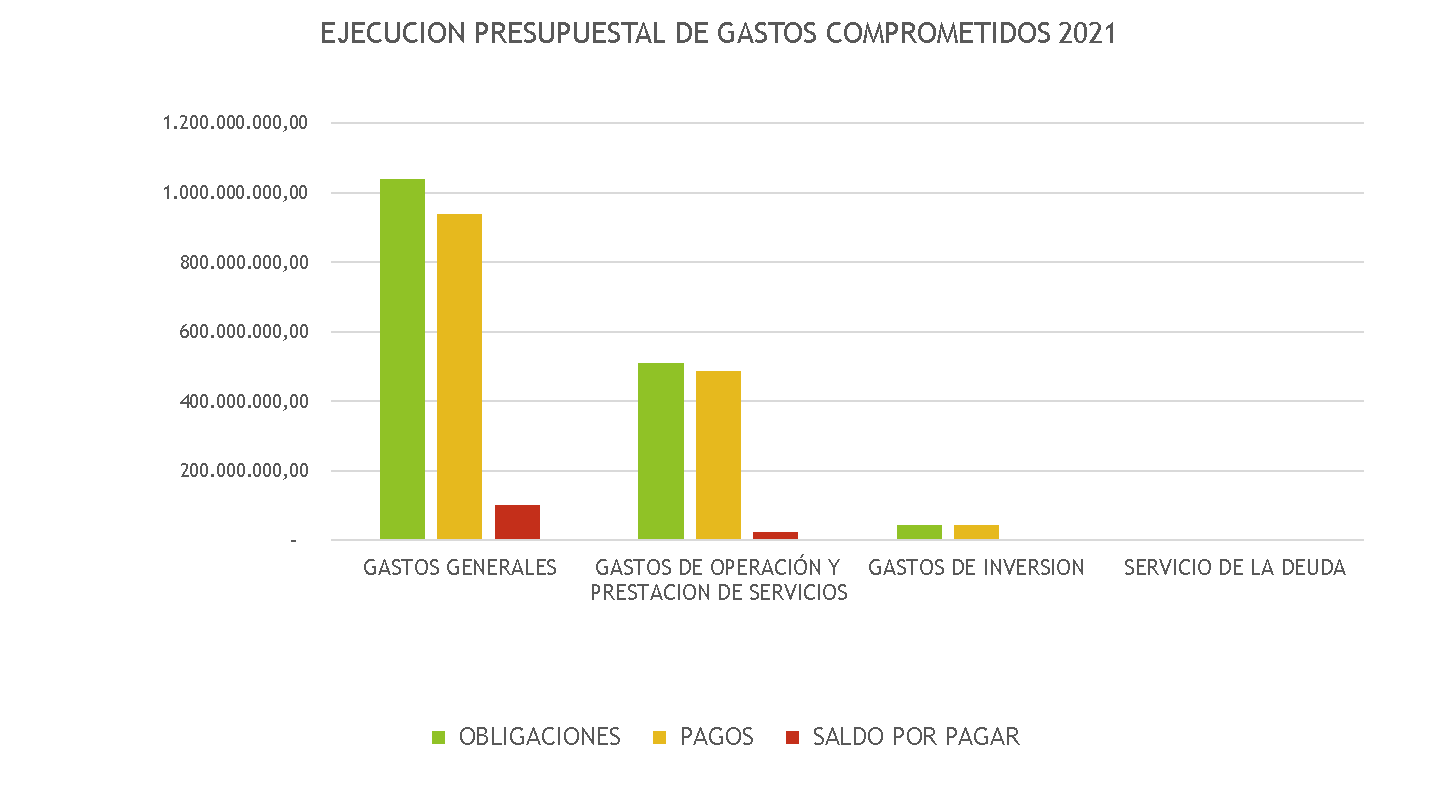 EJECUCION PRESUPUESTAL DE GASTOS COMPROMETIDOS 2021
1.200.000.000,00
1.000.000.000,00
800.000.000,00
600.000.000,00
400.000.000,00
200.000.000,00
-
GASTOS GENERALES
GASTOS DE OPERACIÓN Y
PRESTACION DE SERVICIOS
GASTOS DE INVERSION
SERVICIO DE LA DEUDA
OBLIGACIONES
PAGOS
SALDO POR PAGAR